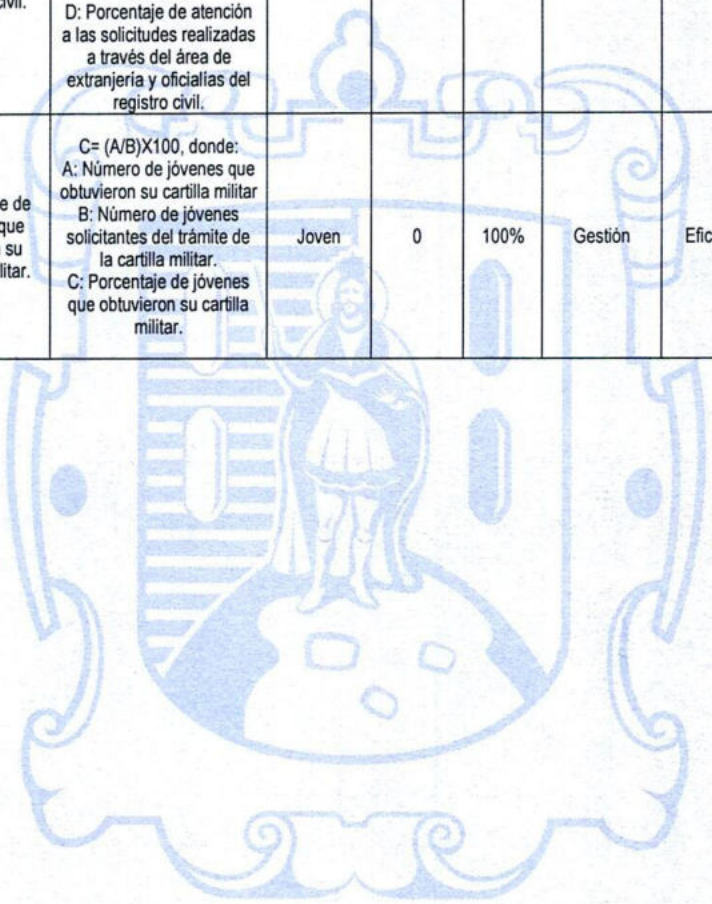 D: Porcentaje de atención
a las solicitudes realizadas
a través del área de
extranjería y oficialías del
registro civil.
que
su
C= (A/B)X100, donde:
A: Número de jóvenes que
obtuvieron su cartilla militar
B: Número de jóvenes
solicitantes del trámite de
la cartilla militar.
C: Porcentaje de jóvenes
que obtuvieron su cartilla
militar.
Joven
0
100%
Gestión